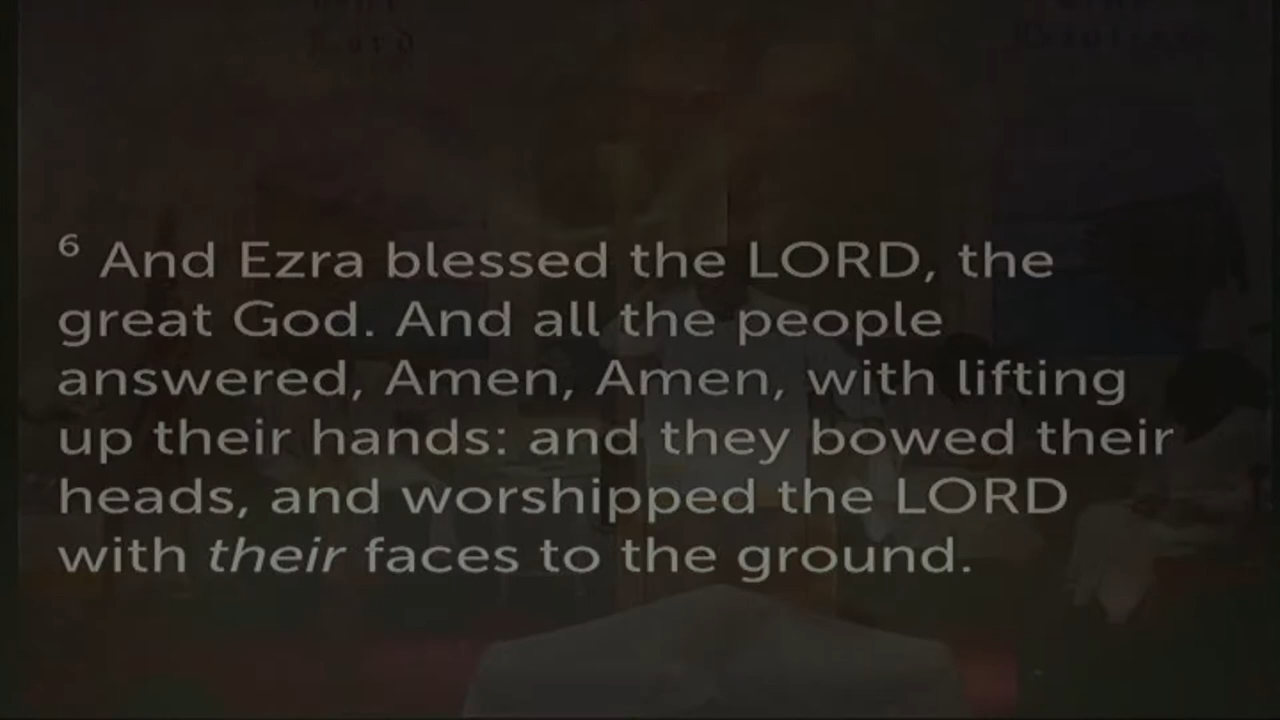 Lord
⁶ And Ezra blessed the LORD, the
great God. And all the people
answered, Amen, Amen, with lifting
up their hands: and they bowed their
heads, and worshipped the LORD
with their faces to the ground.